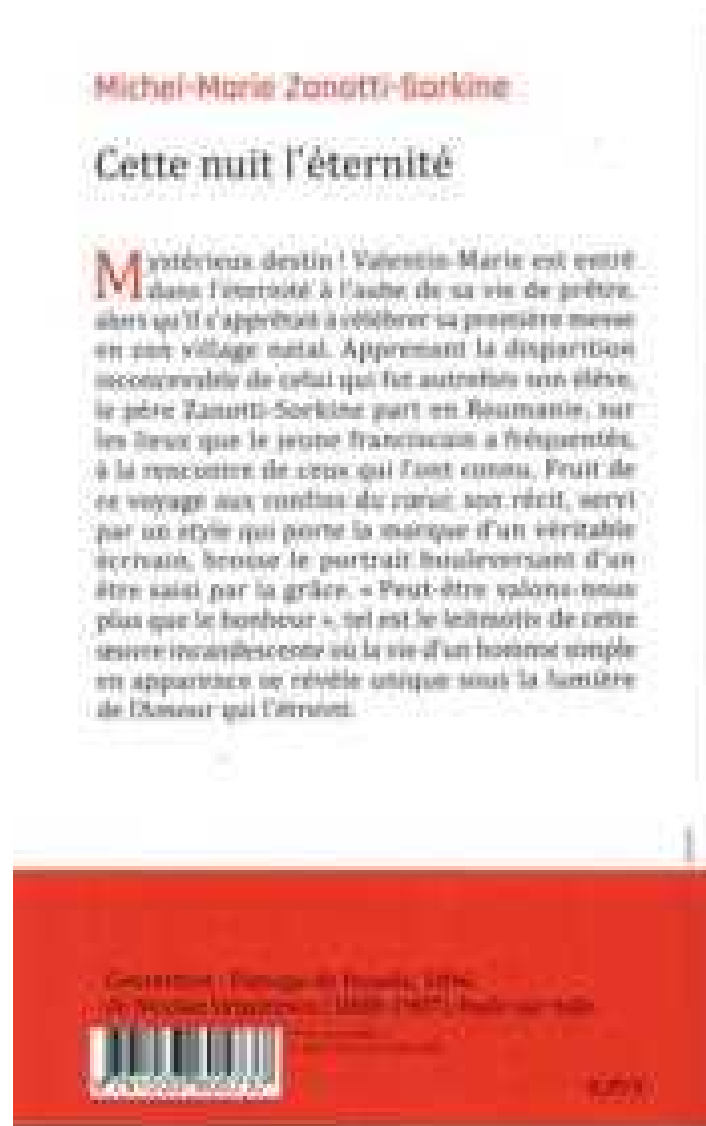 Michel-Marie Zanotti-Sorkine
Cette nuit l'éternité
Mystérieux destin ! Valentin-Marie est entré
dans l'éternité à l'aube de sa vie de prêtre,
alors qu'il s'apprêtait à célébrer sa première messe
en son village natal. Apprenant la disparition
inconcevable de celui qui fut autrefois son élève,
le père Zanotti-Sorkine part en Roumanie, sur
les lieux que le jeune franciscain a fréquentés,
à la rencontre de ceux qui l'ont connu. Fruit de
ce voyage aux confins du cœur, son récit, servi
par un style qui porte la marque d'un véritable
écrivain, brosse le portrait bouleversant d'un
être saisi par la grâce. « Peut-être valons-nous
plus que le bonheur », tel est le leitmotiv de cette
œuvre incandescente où la vie d'un homme simple
en apparence se révèle unique sous la lumière
de l'Amour qui l'étreint.
Couverture :